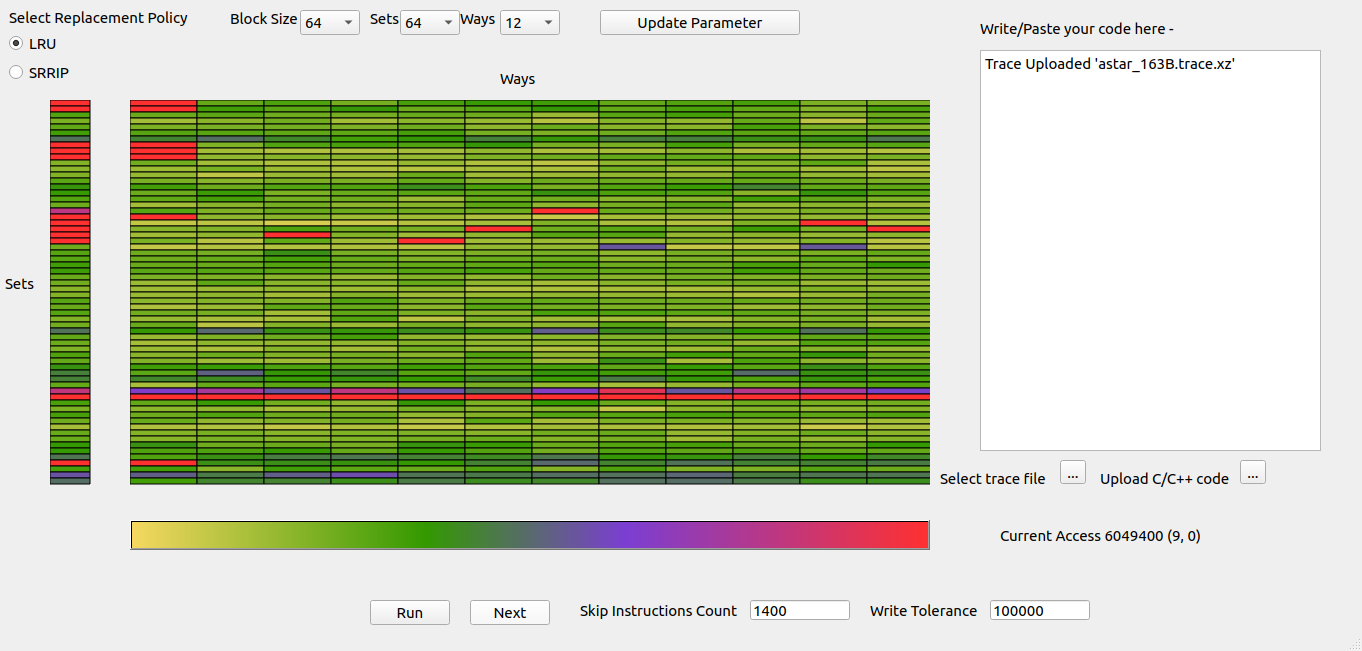 Select Replacement Policy
Block Size 64 Sets 64 Ways 12 Update Parameter
LRU
SRRIP
Write/Paste your code here -
Trace Uploaded 'astar_163B.trace.xz'
Ways
Sets
Select trace file ... Upload C/C++ code ...
Current Access 6049400 (9, 0)
Run Next Skip Instructions Count 1400 Write Tolerance 100000